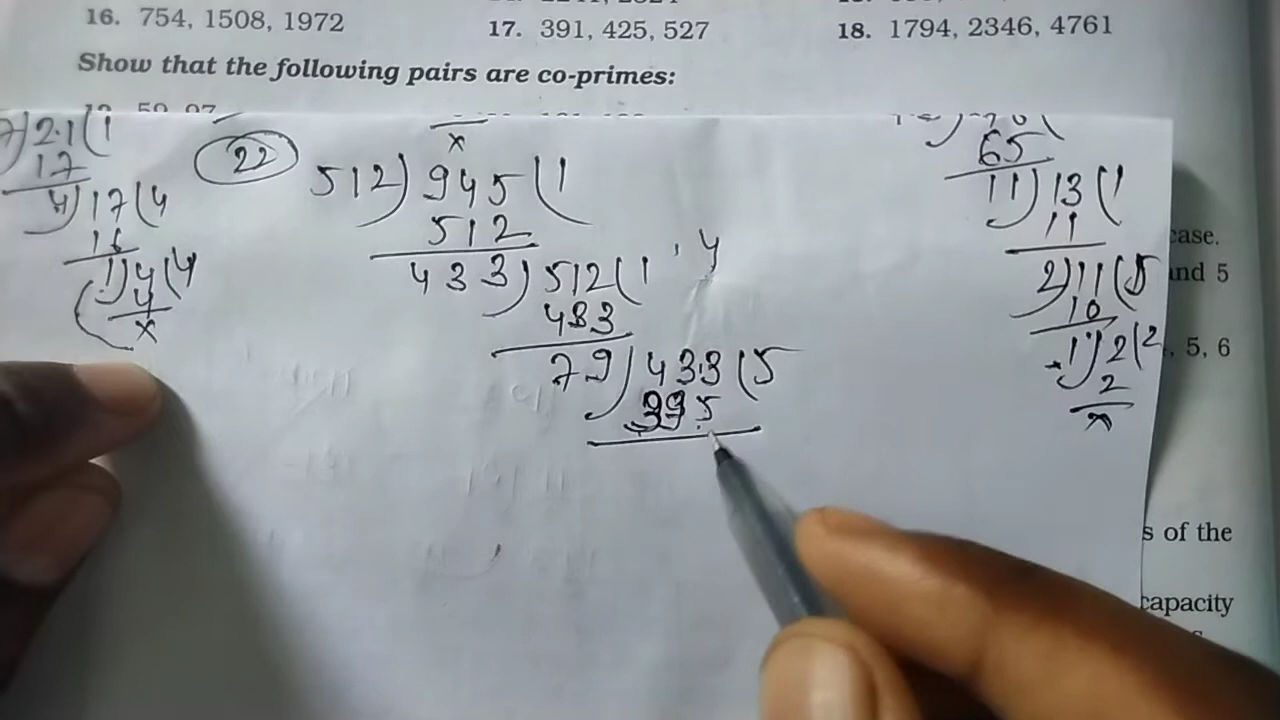 16. 754, 1508, 1972
17. 391, 425, 527
18. 1794, 2346, 4761
Show that the following pairs are co-primes:
22
x
512) 945 (1
512
433) 512 (1
433
79) 433 (5
395
21 (1
17
4) 17 (4
16
1) 4 (4
4
x
65
11) 13 (1
11
2) 11 (5
10
1) 2 (2
2
x
ase.
nd 5
, 5, 6
s of the
capacity